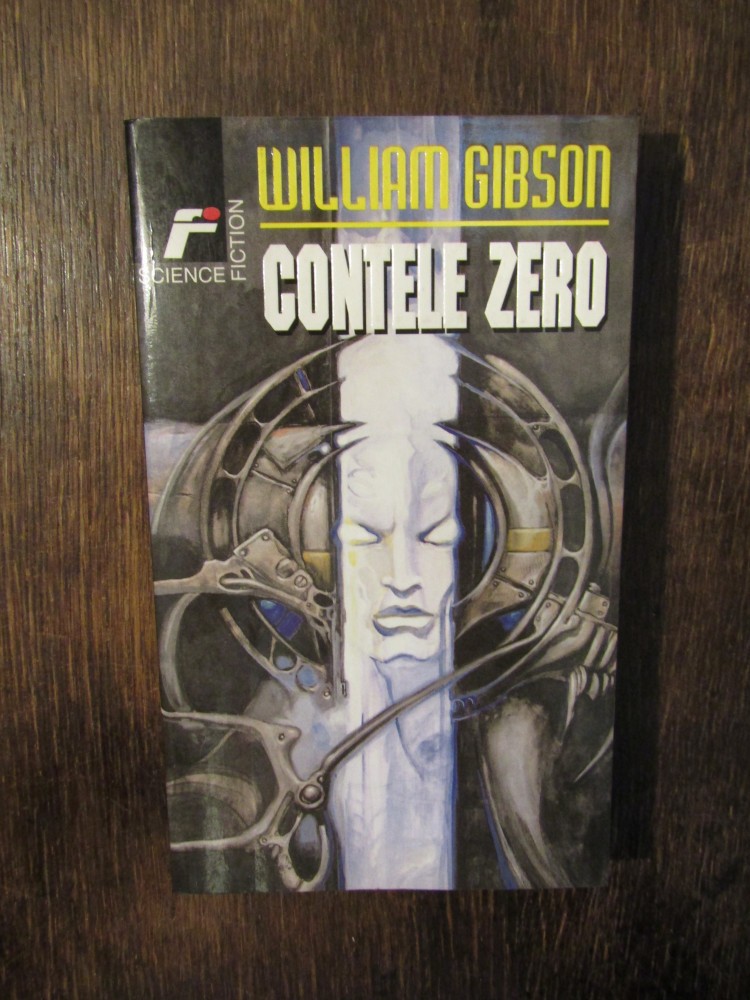 WILLIAM GIBSON
CONTELE ZERO
F
SCIENCE
FICTION